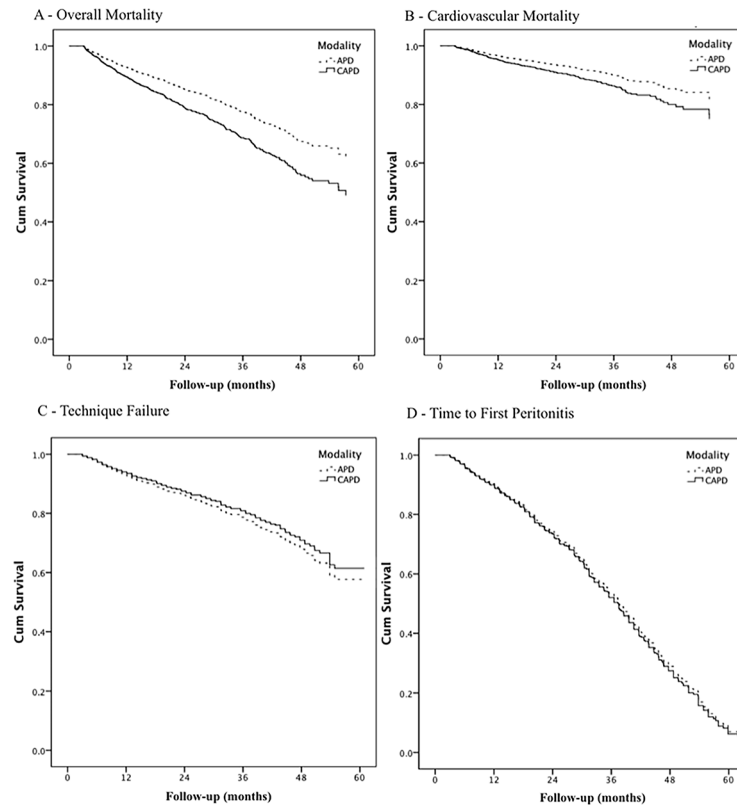 A - Overall Mortality
Modality
APD
CAPD
1.0
0.8
0.6
0.4
0.2
0.0
Cum Survival
0 12 24 36 48 60
Follow-up (months)
B - Cardiovascular Mortality
Modality
APD
CAPD
1.0
0.8
0.6
0.4
0.2
0.0
Cum Survival
0 12 24 36 48 60
Follow-up (months)
C - Technique Failure
Modality
APD
CAPD
1.0
0.8
0.6
0.4
0.2
0.0
Cum Survival
0 12 24 36 48 60
Follow-up (months)
D - Time to First Peritonitis
Modality
APD
CAPD
1.0
0.8
0.6
0.4
0.2
0.0
Cum Survival
0 12 24 36 48 60
Follow-up (months)